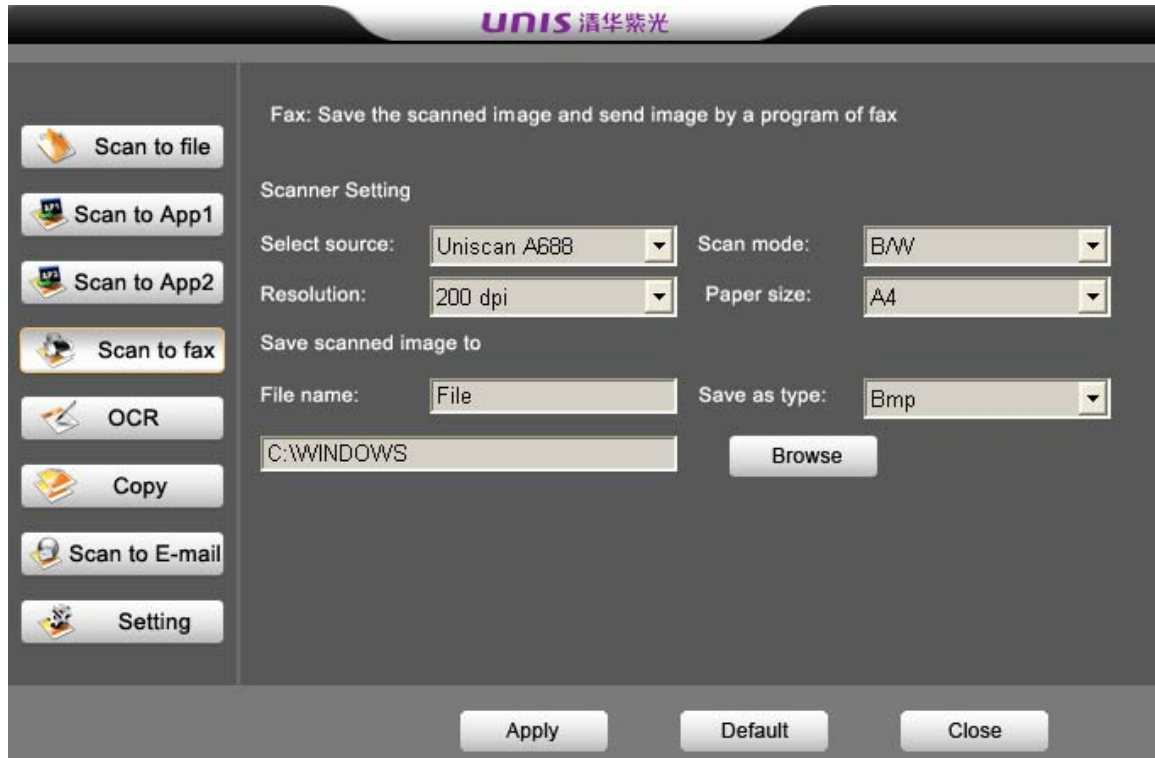 UNIS 清华紫光
Fax: Save the scanned image and send image by a program of fax
Scan to file
Scan to App1
Scan to App2
Scan to fax
OCR
Copy
Scan to E-mail
Setting
Scanner Setting
Select source: Uniscan A688 Scan mode: B/W
Resolution: 200 dpi Paper size: A4
Save scanned image to
File name: File Save as type: Bmp
C:\WINDOWS Browse
Apply Default Close